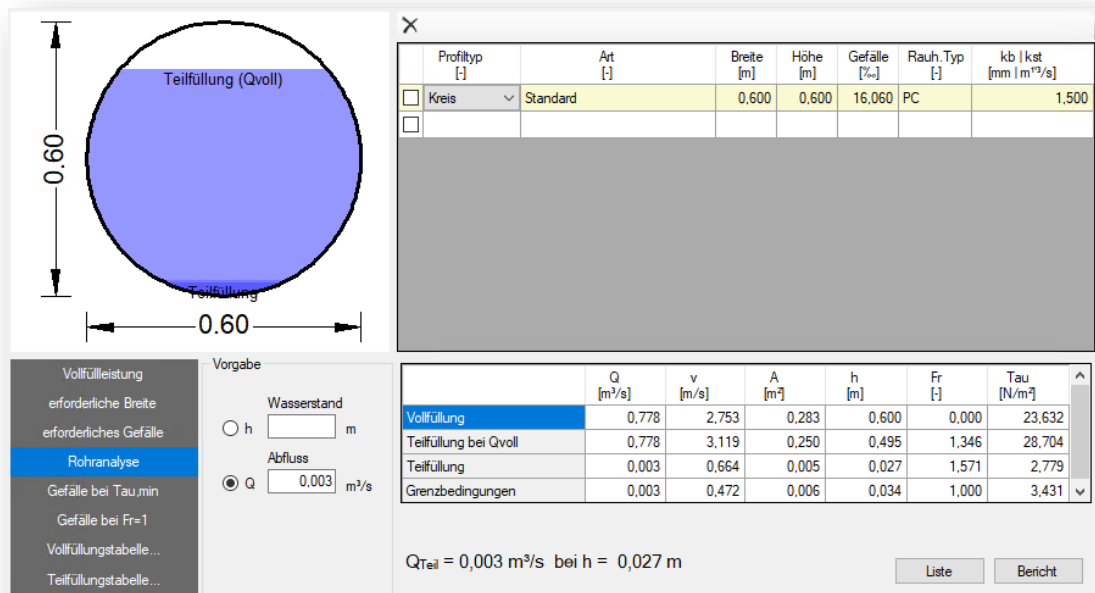 Teilfüllung (Qvoll)
0.60
Teilfüllung
0.60
Profiltyp Art Breite Höhe Gefälle Rauh.Typ kb | kst
[-] [-] [m] [m] [‰] [-] [mm | m¹'³/s]
Kreis Standard 0,600 0,600 16,060 PC 1,500
Vollfülleistung
erforderliche Breite
erforderliches Gefälle
Rohranalyse
Gefälle bei Tau,min
Gefälle bei Fr=1
Vollfüllungstabelle...
Teilfüllungstabelle...
Vorgabe
Wasserstand
h m
Abfluss
Q 0,003 m³/s
Q v A h Fr Tau
[m³/s] [m/s] [m²] [m] [-] [N/m²]
Vollfüllung 0,778 2,753 0,283 0,600 0,000 23,632
Teilfüllung bei Qvoll 0,778 3,119 0,250 0,495 1,346 28,704
Teilfüllung 0,003 0,664 0,005 0,027 1,571 2,779
Grenzbedingungen 0,003 0,472 0,006 0,034 1,000 3,431
QTeil = 0,003 m³/s bei h = 0,027 m
Liste Bericht